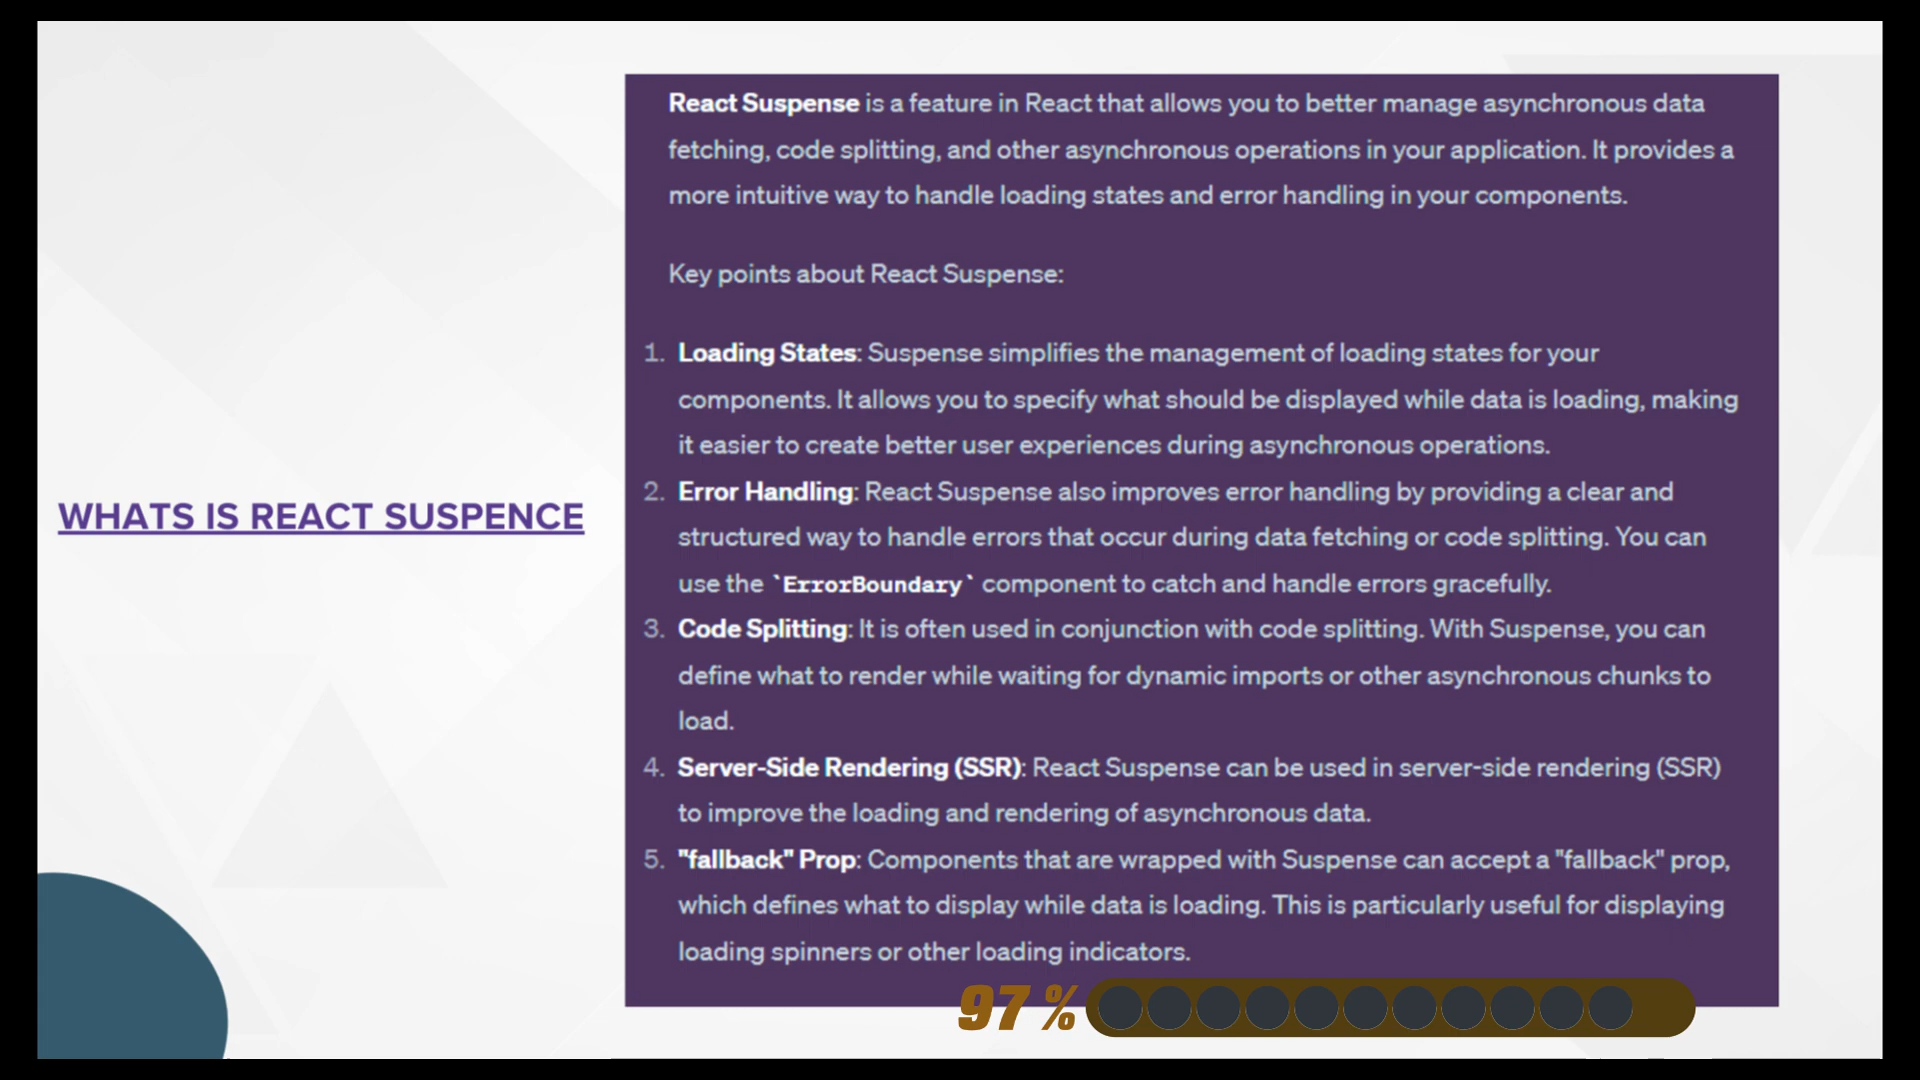 WHATS IS REACT SUSPENCE
React Suspense is a feature in React that allows you to better manage asynchronous data
fetching, code splitting, and other asynchronous operations in your application. It provides a
more intuitive way to handle loading states and error handling in your components.
Key points about React Suspense:
1. Loading States: Suspense simplifies the management of loading states for your
components. It allows you to specify what should be displayed while data is loading, making
it easier to create better user experiences during asynchronous operations.
2. Error Handling: React Suspense also improves error handling by providing a clear and
structured way to handle errors that occur during data fetching or code splitting. You can
use the `ErrorBoundary` component to catch and handle errors gracefully.
3. Code Splitting: It is often used in conjunction with code splitting. With Suspense, you can
define what to render while waiting for dynamic imports or other asynchronous chunks to
load.
4. Server-Side Rendering (SSR): React Suspense can be used in server-side rendering (SSR)
to improve the loading and rendering of asynchronous data.
5. "fallback" Prop: Components that are wrapped with Suspense can accept a "fallback" prop,
which defines what to display while data is loading. This is particularly useful for displaying
loading spinners or other loading indicators.
97 %